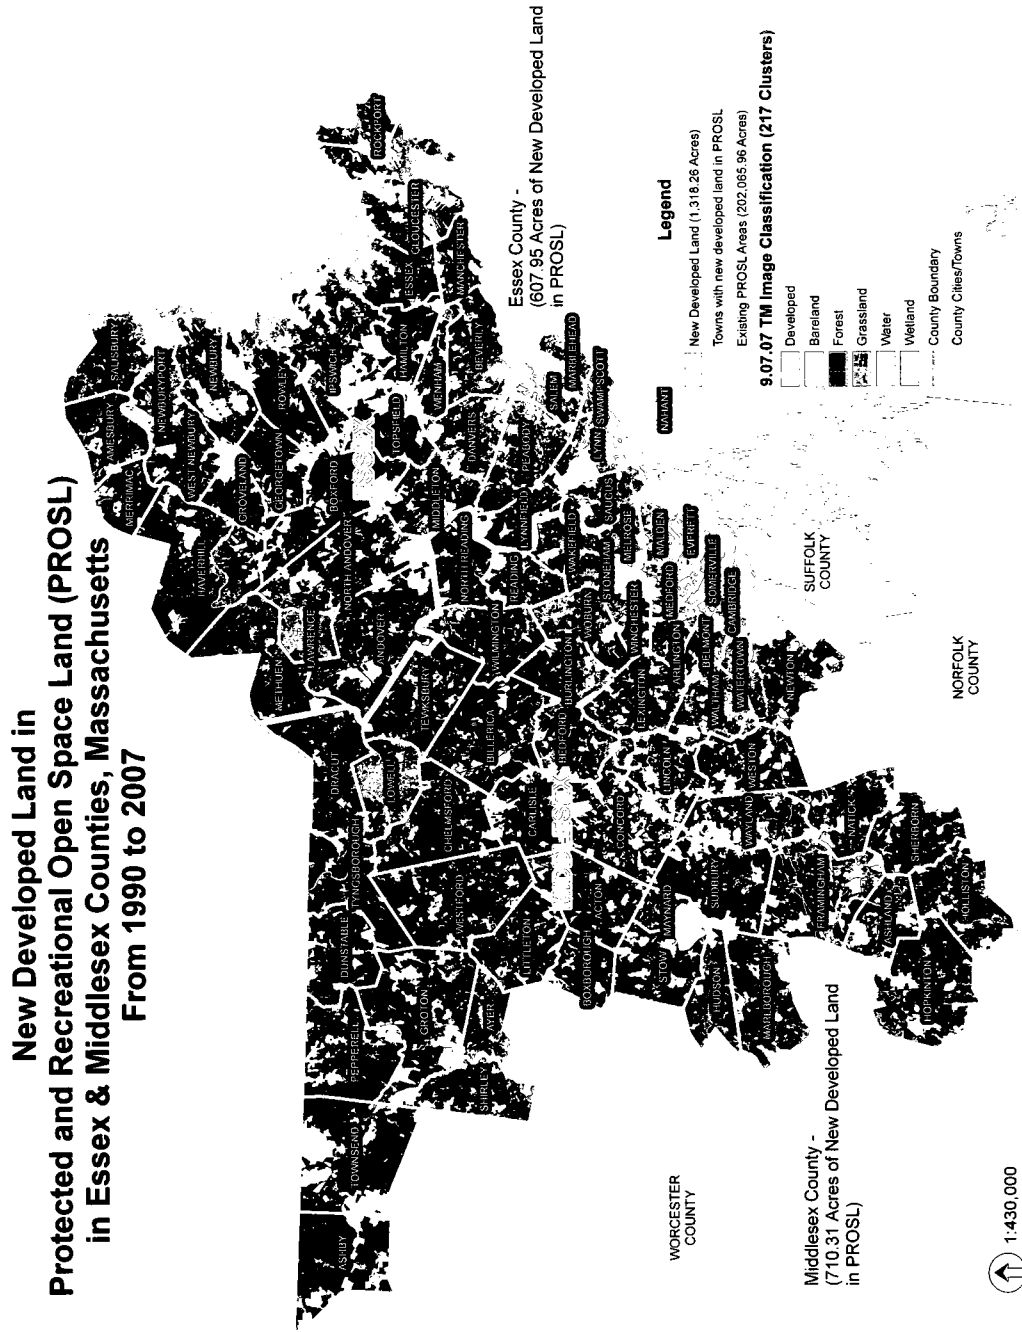 New Developed Land in
Protected and Recreational Open Space Land (PROSL)
in Essex & Middlesex Counties, Massachusetts
From 1990 to 2007
SALISBURY
AMESBURY
MERRIMAC
NEWBURYPORT
WEST NEWBURY
NEWBURY
HAVERHILL
GROVELAND
GEORGETOWN
ROWLEY
METHUEN
LAWRENCE
NORTH ANDOVER
BOXFORD
IPSWICH
ESSEX
TOPSFIELD
HAMILTON
ESSEX
GLOUCESTER
ROCKPORT
MANCHESTER
WENHAM
BEVERLY
ANDOVER
MIDDLETON
DANVERS
NORTH READING
LYNNFIELD
PEABODY
SALEM
MARBLEHEAD
SWAMPSCOTT
LYNN
SAUGUS
NAHANT
DRACUT
LOWELL
TEWKSBURY
WILMINGTON
READING
WAKEFIELD
STONEHAM
MELROSE
MALDEN
EVERETT
MEDFORD
SOMERVILLE
CAMBRIDGE
WINCHESTER
WOBURN
BURLINGTON
BILLERICA
BEDFORD
LEXINGTON
ARLINGTON
BELMONT
WATERTOWN
WALTHAM
NEWTON
ASHBY
TOWNSEND
PEPPERELL
DUNSTABLE
TYNGSBOROUGH
GROTON
WESTFORD
CHELMSFORD
SHIRLEY
AYER
LITTLETON
CARLISLE
MIDDLESEX
BOXBOROUGH
ACTON
CONCORD
LINCOLN
STOW
MAYNARD
SUDBURY
WAYLAND
WESTON
HUDSON
MARLBOROUGH
FRAMINGHAM
NATICK
ASHLAND
SHERBORN
HOPKINTON
HOLLISTON
Essex County -
(607.95 Acres of New Developed Land
in PROSL)
WORCESTER
COUNTY
Middlesex County -
(710.31 Acres of New Developed Land
in PROSL)
SUFFOLK
COUNTY
NORFOLK
COUNTY
Legend
New Developed Land (1,318.26 Acres)
Towns with new developed land in PROSL
Existing PROSL Areas (202,065.96 Acres)
9.07.07 TM Image Classification (217 Clusters)
Developed
Bareland
Forest
Grassland
Water
Wetland
County Boundary
County Cities/Towns
1:430,000